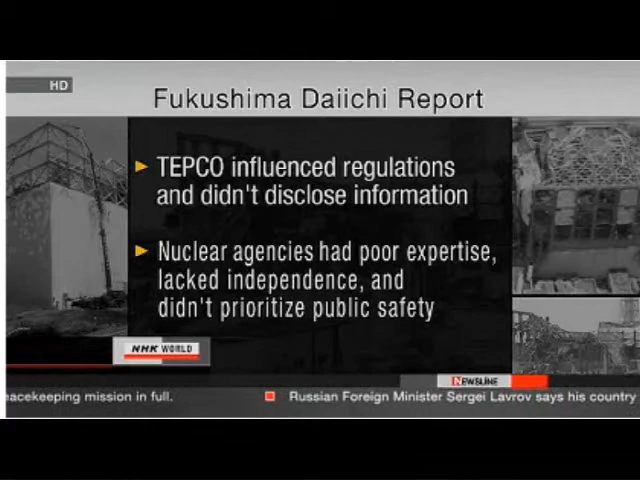 HD
Fukushima Daiichi Report
TEPCO influenced regulations
and didn't disclose information
Nuclear agencies had poor expertise,
lacked independence, and
didn't prioritize public safety
NHK WORLD
NEWSLINE
acekeeping mission in full.
Russian Foreign Minister Sergei Lavrov says his country